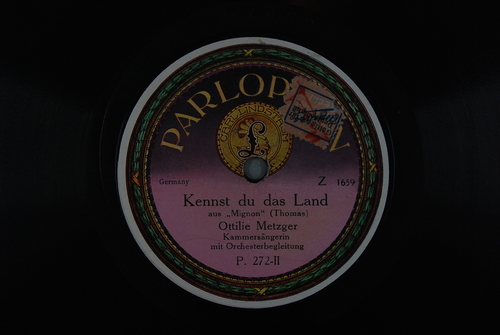 PARLOPHON
Germany
Z 1659
Kennst du das Land
aus „Mignon" (Thomas)
Ottilie Metzger
Kammersängerin
mit Orchesterbegleitung
P. 272-II